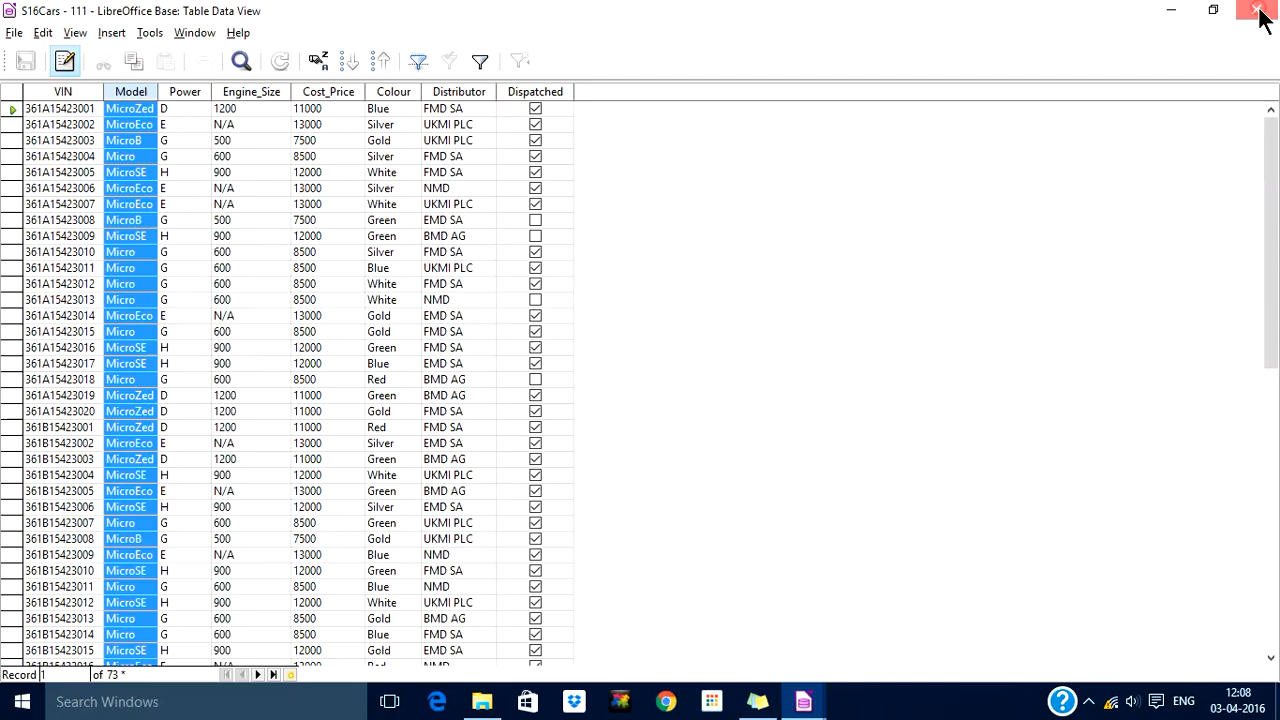 S16Cars - 111 - LibreOffice Base: Table Data View
File Edit View Insert Tools Window Help
VIN Model Power Engine_Size Cost_Price Colour Distributor Dispatched
361A15423001 MicroZed D 1200 11000 Blue FMD SA
361A15423002 MicroEco E N/A 13000 Silver UKMI PLC
361A15423003 MicroB G 500 7500 Gold UKMI PLC
361A15423004 Micro G 600 8500 Silver FMD SA
361A15423005 MicroSE H 900 12000 White FMD SA
361A15423006 MicroEco E N/A 13000 Silver NMD
361A15423007 MicroEco E N/A 13000 White UKMI PLC
361A15423008 MicroB G 500 7500 Green EMD SA
361A15423009 MicroSE H 900 12000 Green BMD AG
361A15423010 Micro G 600 8500 Silver FMD SA
361A15423011 Micro G 600 8500 Blue UKMI PLC
361A15423012 Micro G 600 8500 White FMD SA
361A15423013 Micro G 600 8500 White NMD
361A15423014 MicroEco E N/A 13000 Gold EMD SA
361A15423015 Micro G 600 8500 Gold FMD SA
361A15423016 MicroSE H 900 12000 Green FMD SA
361A15423017 MicroSE H 900 12000 Blue EMD SA
361A15423018 Micro G 600 8500 Red BMD AG
361A15423019 MicroZed D 1200 11000 Green BMD AG
361A15423020 MicroZed D 1200 11000 Gold FMD SA
361B15423001 MicroZed D 1200 11000 Red FMD SA
361B15423002 MicroEco E N/A 13000 Silver EMD SA
361B15423003 MicroZed D 1200 11000 Green BMD AG
361B15423004 MicroSE H 900 12000 White UKMI PLC
361B15423005 MicroEco E N/A 13000 Green BMD AG
361B15423006 MicroSE H 900 12000 Silver EMD SA
361B15423007 Micro G 600 8500 Green UKMI PLC
361B15423008 MicroB G 500 7500 Gold UKMI PLC
361B15423009 MicroEco E N/A 13000 Blue NMD
361B15423010 MicroSE H 900 12000 Green FMD SA
361B15423011 Micro G 600 8500 Blue NMD
361B15423012 MicroSE H 900 12000 White UKMI PLC
361B15423013 Micro G 600 8500 Gold BMD AG
361B15423014 Micro G 600 8500 Blue FMD SA
361B15423015 MicroSE H 900 12000 Gold EMD SA
Record 1 of 73 *
Search Windows
ENG
12:08
03-04-2016